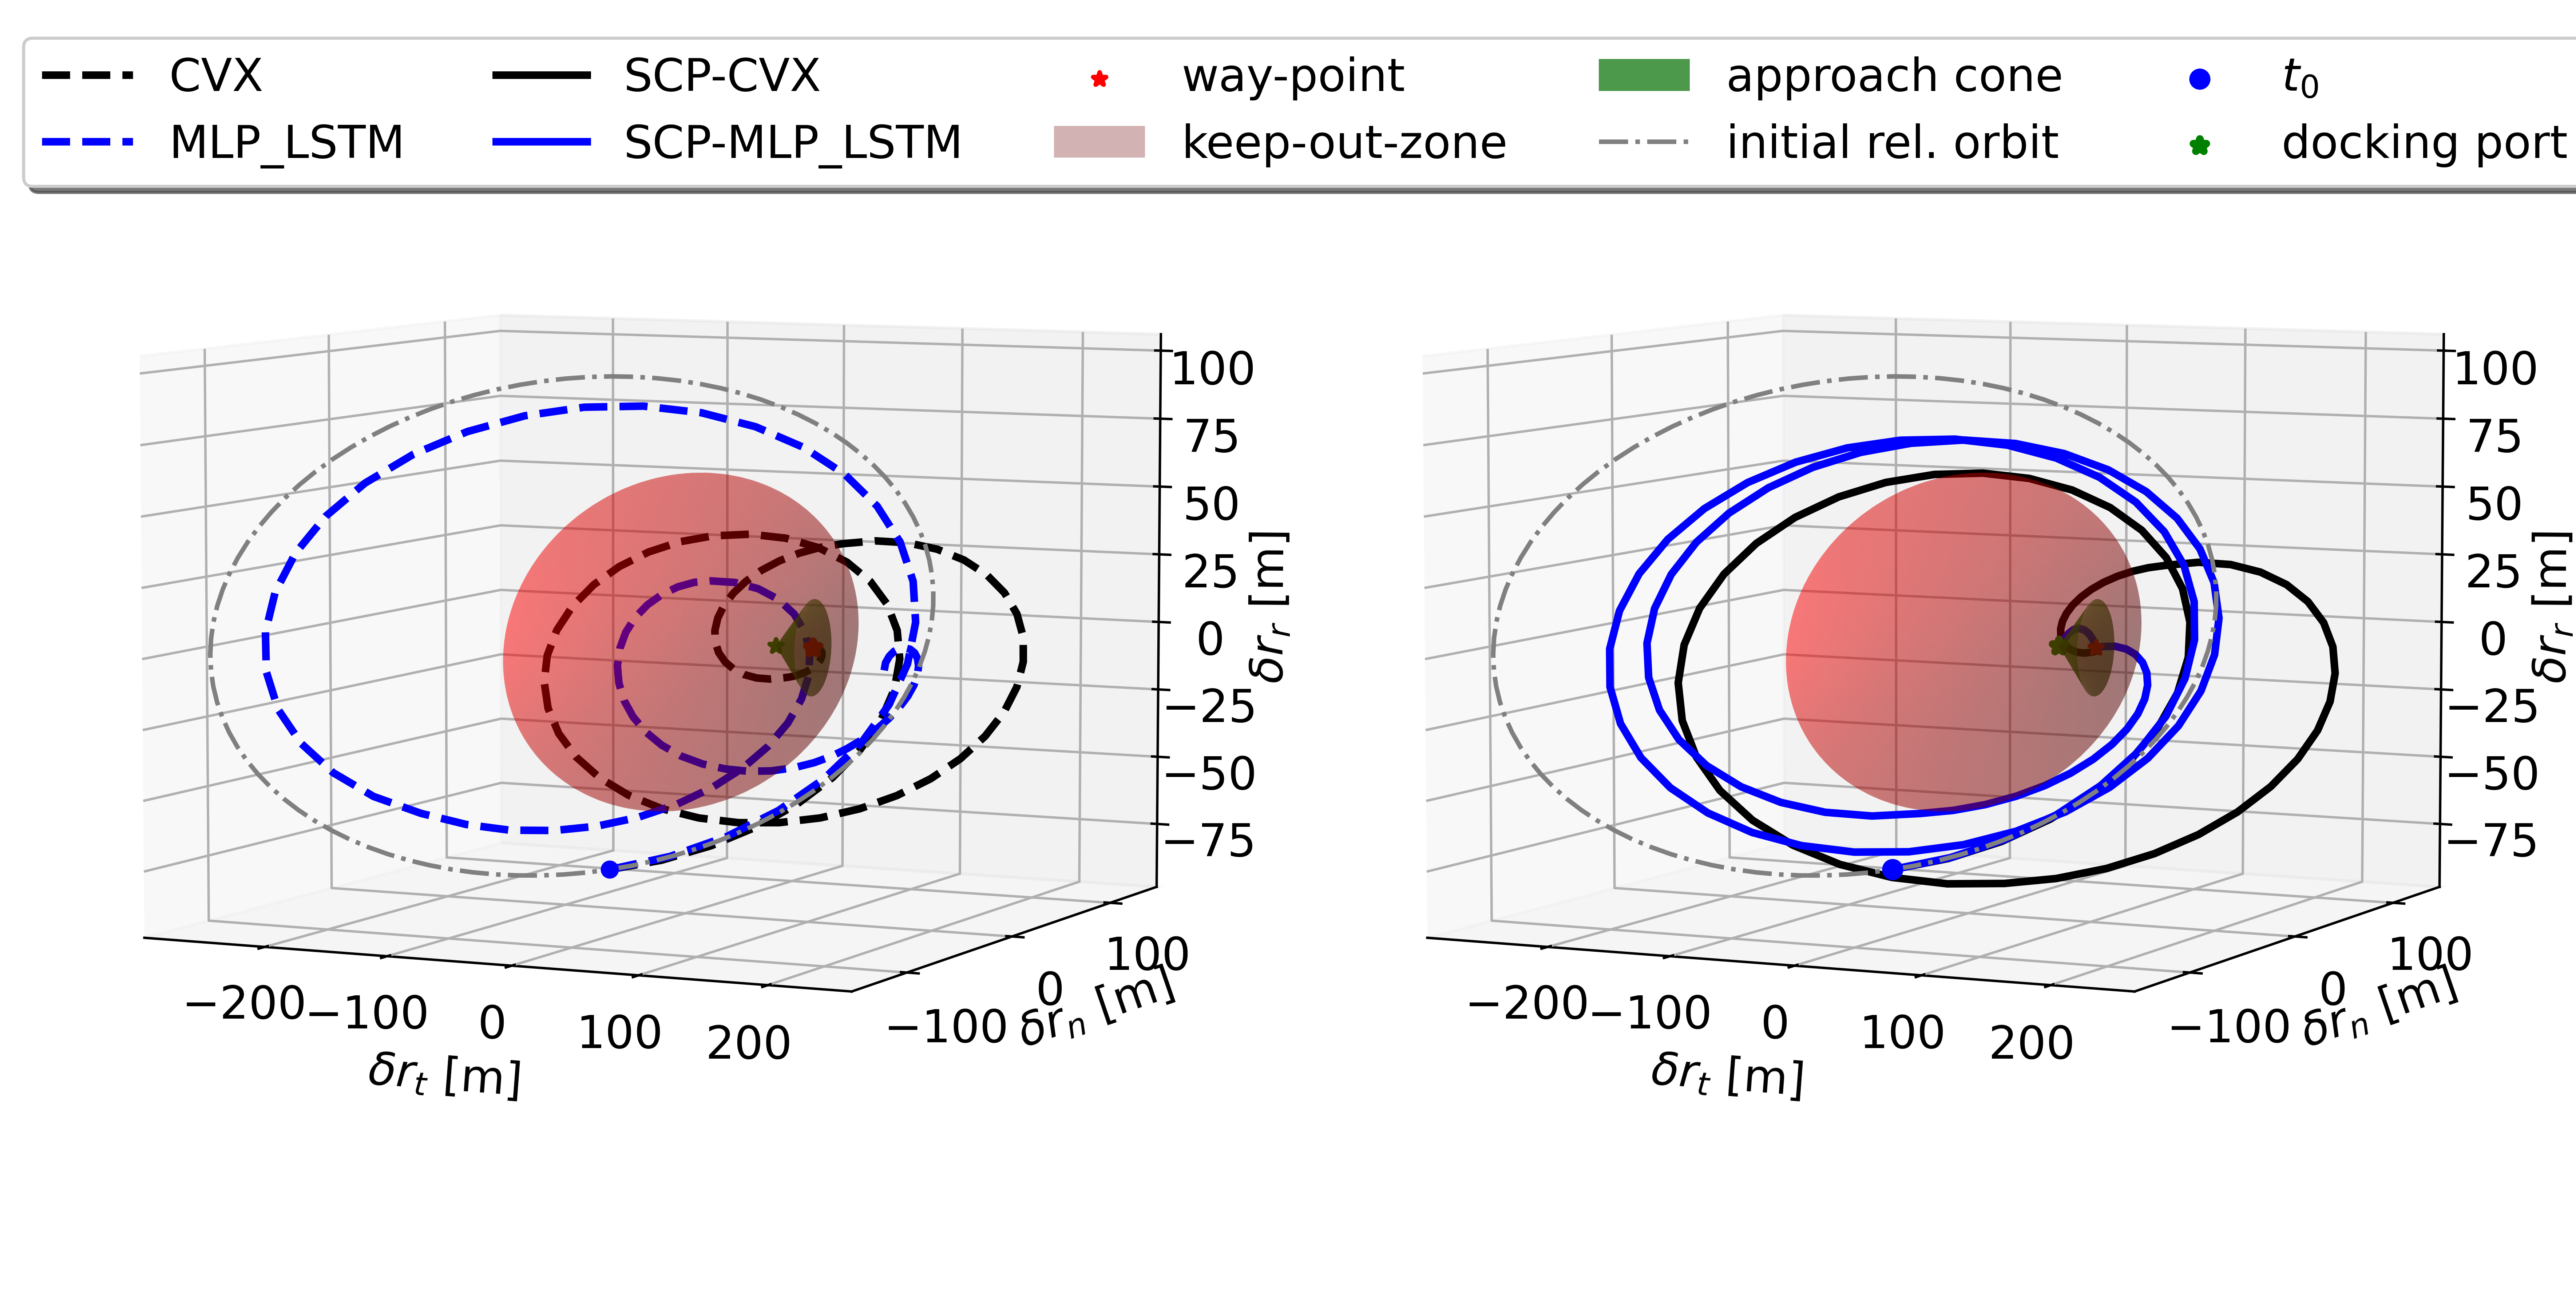 CVX SCP-CVX way-point approach cone t0
MLP_LSTM SCP-MLP_LSTM keep-out-zone initial rel. orbit docking port
100 100
75 75
50 50
25 25
0 0
−25 −25
−50 −50
−75 −75
δrr [m] δrr [m]
−200 −100 0 100 200 −200 −100 0 100 200
−100 0 100 −100 0 100
δrn [m] δrn [m]
δrt [m] δrt [m]